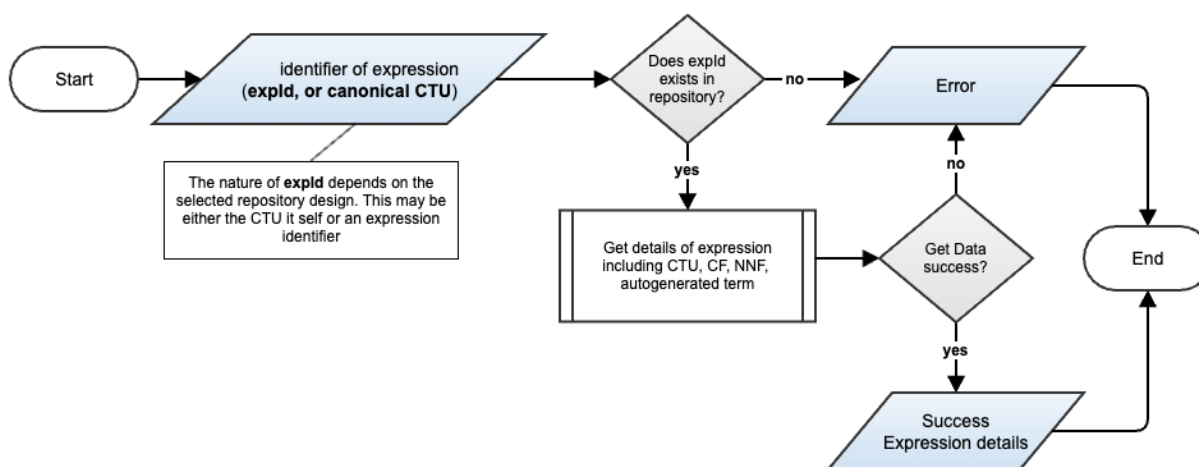 Start
identifier of expression
(expId, or canonical CTU)
The nature of expId depends on the
selected repository design. This may be
either the CTU it self or an expression
identifier
Does expId
exists in
repository?
no
Error
yes
no
Get details of expression
including CTU, CF, NNF,
autogenerated term
Get Data
success?
End
yes
Success
Expression details